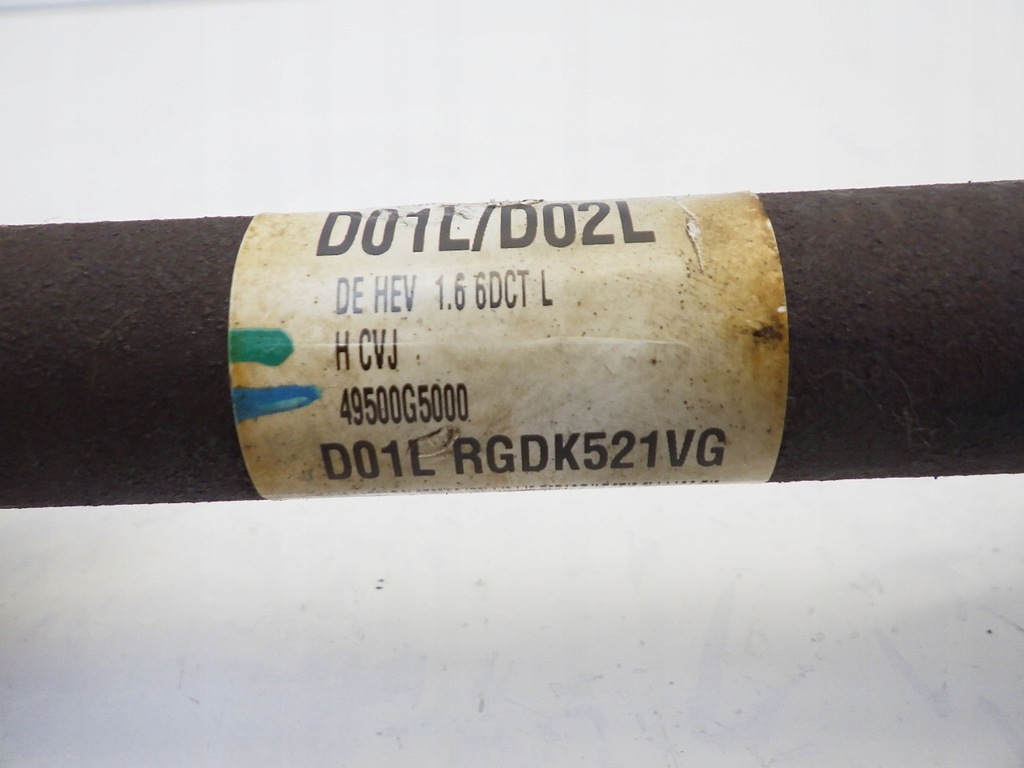 D01L/D02L
DE HEV 1.6 6DCT L
H CVJ
49500G5000
D01L RGDK521VG